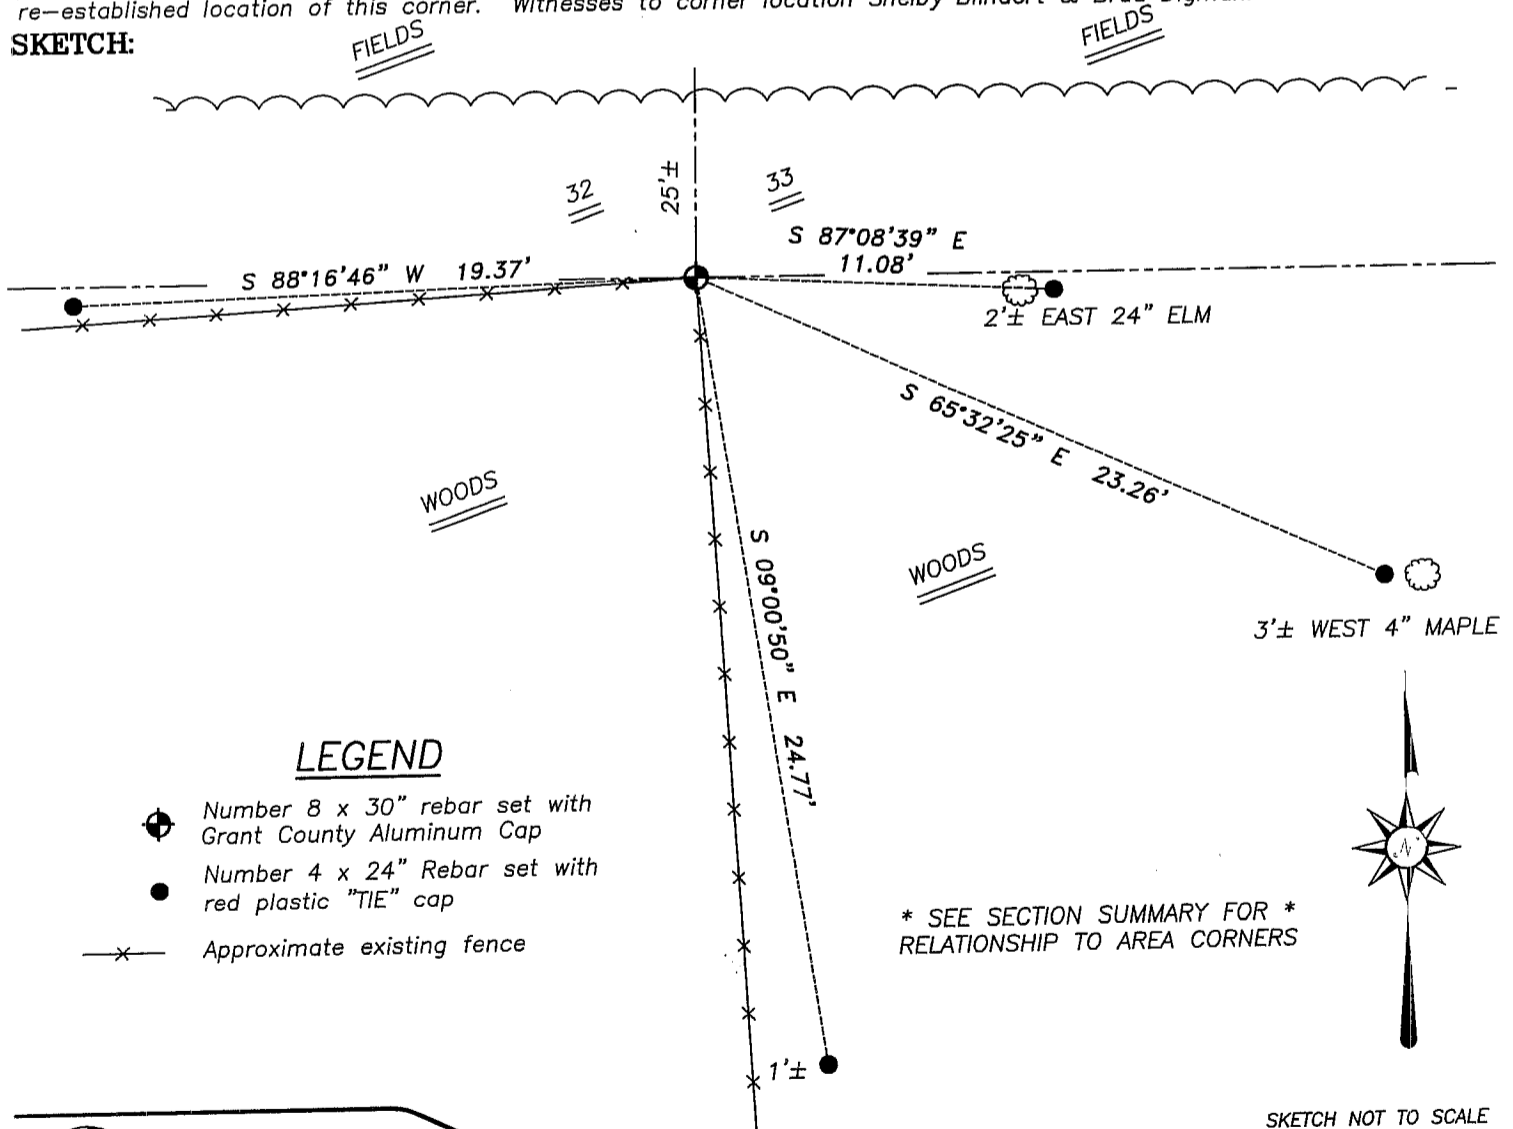 re-established location of this corner. Witnesses to corner location Shelby
SKETCH:
FIELDS
FIELDS
25'±
32
33
S 87°08'39" E
11.08'
S 88°16'46" W 19.37'
2'± EAST 24" ELM
S 65°32'25" E 23.26'
WOODS
WOODS
S 09°00'50" E 24.77'
3'± WEST 4" MAPLE
LEGEND
Number 8 x 30" rebar set with
Grant County Aluminum Cap
Number 4 x 24" Rebar set with
red plastic "TIE" cap
Approximate existing fence
N
* SEE SECTION SUMMARY FOR *
RELATIONSHIP TO AREA CORNERS
1'±
SKETCH NOT TO SCALE